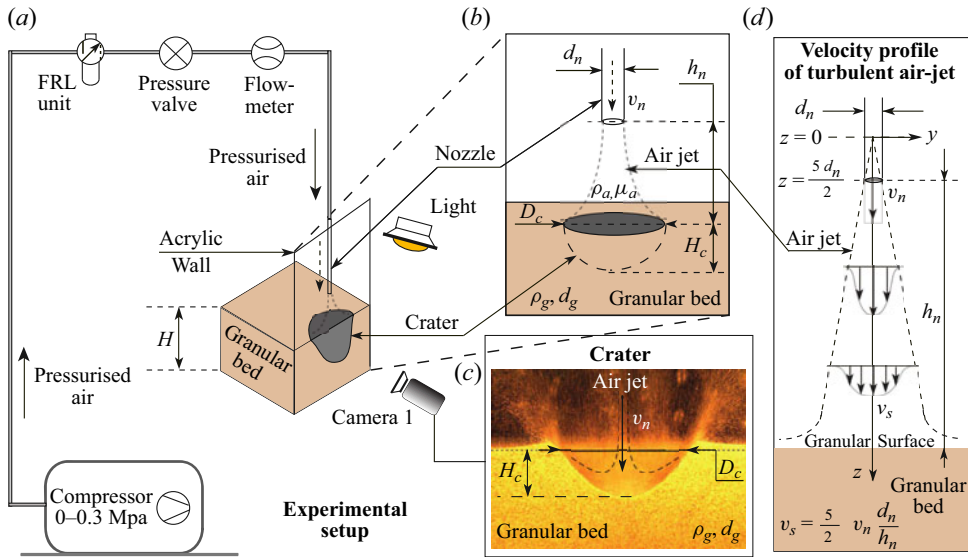 (a)
FRL
unit
Pressure
valve
Flow-
meter
Pressurised
air
Nozzle
Light
Acrylic
Wall
H
Granular
bed
Crater
Pressurised
air
Camera 1
Compressor
0–0.3 Mpa
Experimental
setup
(b)
d_n
h_n
v_n
Air jet
ρ_a, μ_a
D_c
H_c
ρ_g, d_g
Granular bed
(c)
Crater
Air jet
v_n
H_c
D_c
Granular bed
ρ_g, d_g
(d)
Velocity profile
of turbulent air-jet
d_n
z = 0
y
z = 5 d_n / 2
v_n
Air jet
h_n
v_s
Granular Surface
z
Granular
bed
v_s = 5/2 v_n d_n/h_n